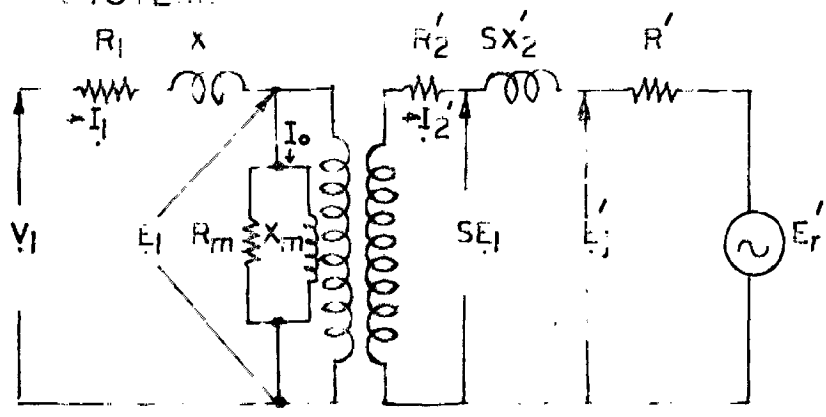 R1 X R2' SX2' R'
I1 I0 I2'
V1 E1 Rm Xm SE1 Ej' Er'